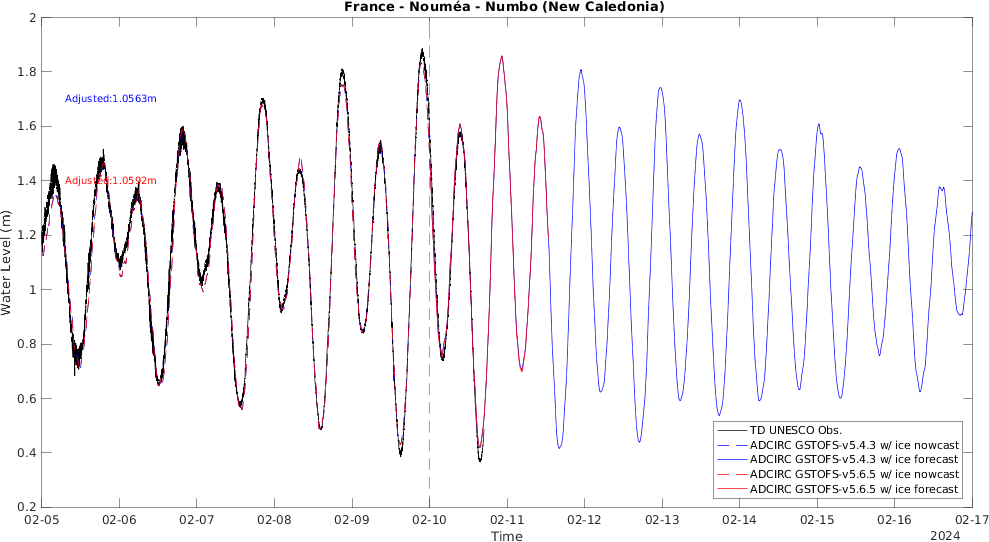 France - Nouméa - Numbo (New Caledonia)
Water Level (m)
2
1.8
1.6
1.4
1.2
1
0.8
0.6
0.4
0.2
Adjusted:1.0563m
Adjusted:1.0592m
TD UNESCO Obs.
ADCIRC GSTOFS-v5.4.3 w/ ice nowcast
ADCIRC GSTOFS-v5.4.3 w/ ice forecast
ADCIRC GSTOFS-v5.6.5 w/ ice nowcast
ADCIRC GSTOFS-v5.6.5 w/ ice forecast
02-05 02-06 02-07 02-08 02-09 02-10 02-11 02-12 02-13 02-14 02-15 02-16 02-17
Time
2024